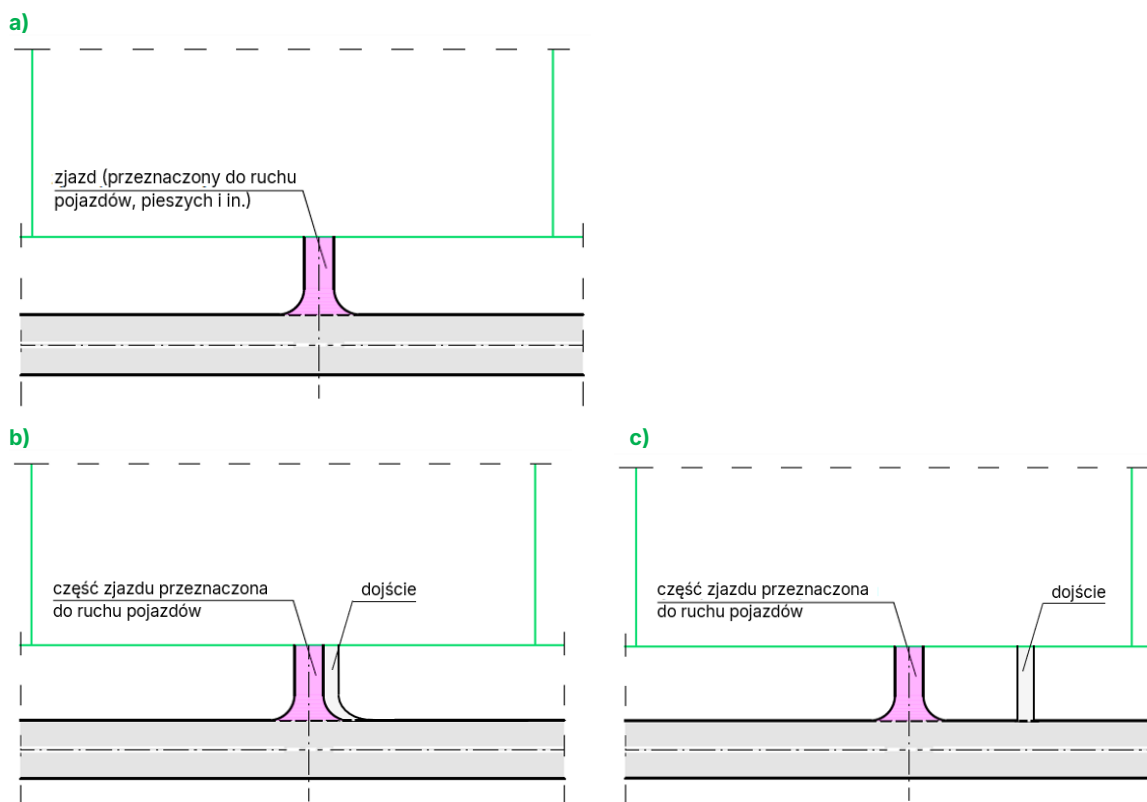 a)
zjazd (przeznaczony do ruchu
pojazdów, pieszych i in.)
b)
część zjazdu przeznaczona
do ruchu pojazdów
dojście
c)
część zjazdu przeznaczona
do ruchu pojazdów
dojście